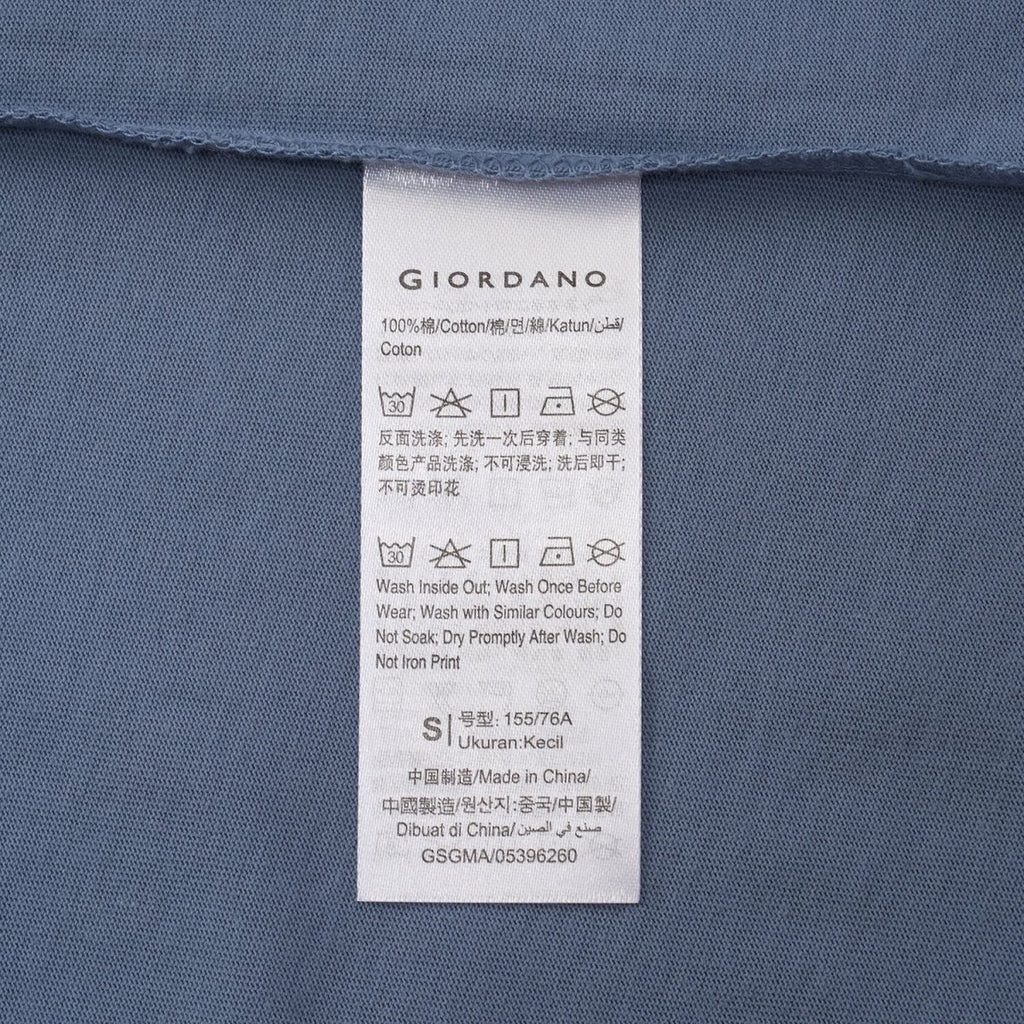 GIORDANO
100%棉/Cotton/棉/면/綿/Katun/قطن/
Coton
30
反面洗涤; 先洗一次后穿着; 与同类
颜色产品洗涤; 不可浸洗; 洗后即干;
不可烫印花
30
Wash Inside Out; Wash Once Before
Wear; Wash with Similar Colours; Do
Not Soak; Dry Promptly After Wash; Do
Not Iron Print
S 号型: 155/76A
Ukuran:Kecil
中国制造/Made in China/
中國製造/원산지:중국/中国製/
Dibuat di China/صنع في الصين
GSGMA/05396260